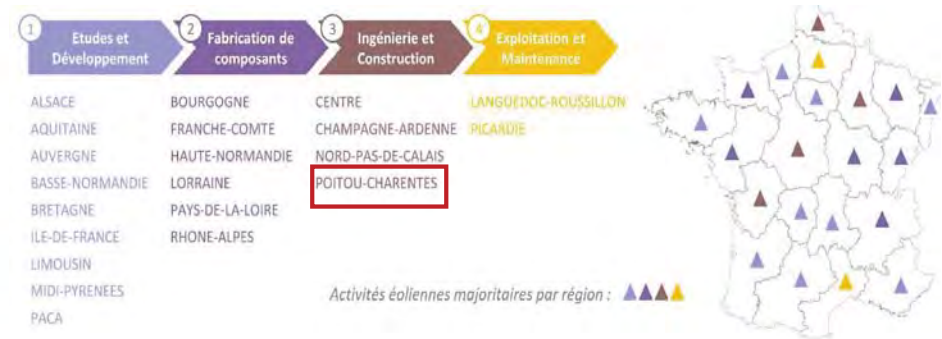 1 Etudes et Développement
2 Fabrication de composants
3 Ingénierie et Construction
4 Exploitation et Maintenance
ALSACE
AQUITAINE
AUVERGNE
BASSE-NORMANDIE
BRETAGNE
ILE-DE-FRANCE
LIMOUSIN
MIDI-PYRENEES
PACA
BOURGOGNE
FRANCHE-COMTE
HAUTE-NORMANDIE
LORRAINE
PAYS-DE-LA-LOIRE
RHONE-ALPES
CENTRE
CHAMPAGNE-ARDENNE
NORD-PAS-DE-CALAIS
POITOU-CHARENTES
LANGUEDOC-ROUSSILLON
PICARDIE
Activités éoliennes majoritaires par région :